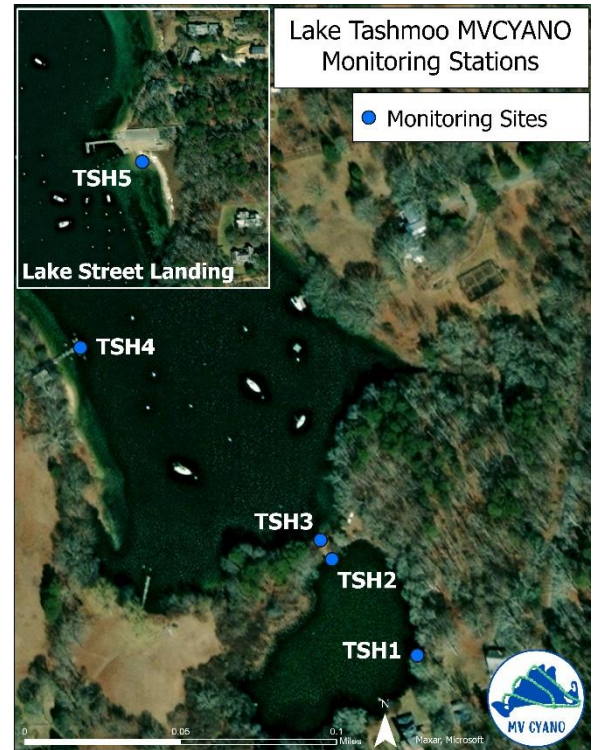 Lake Tashmoo MVCYANO
Monitoring Stations
Monitoring Sites
TSH5
Lake Street Landing
TSH4
TSH3
TSH2
TSH1
MV CYANO
N
0 0.05 0.1
Miles
Maxar, Microsoft